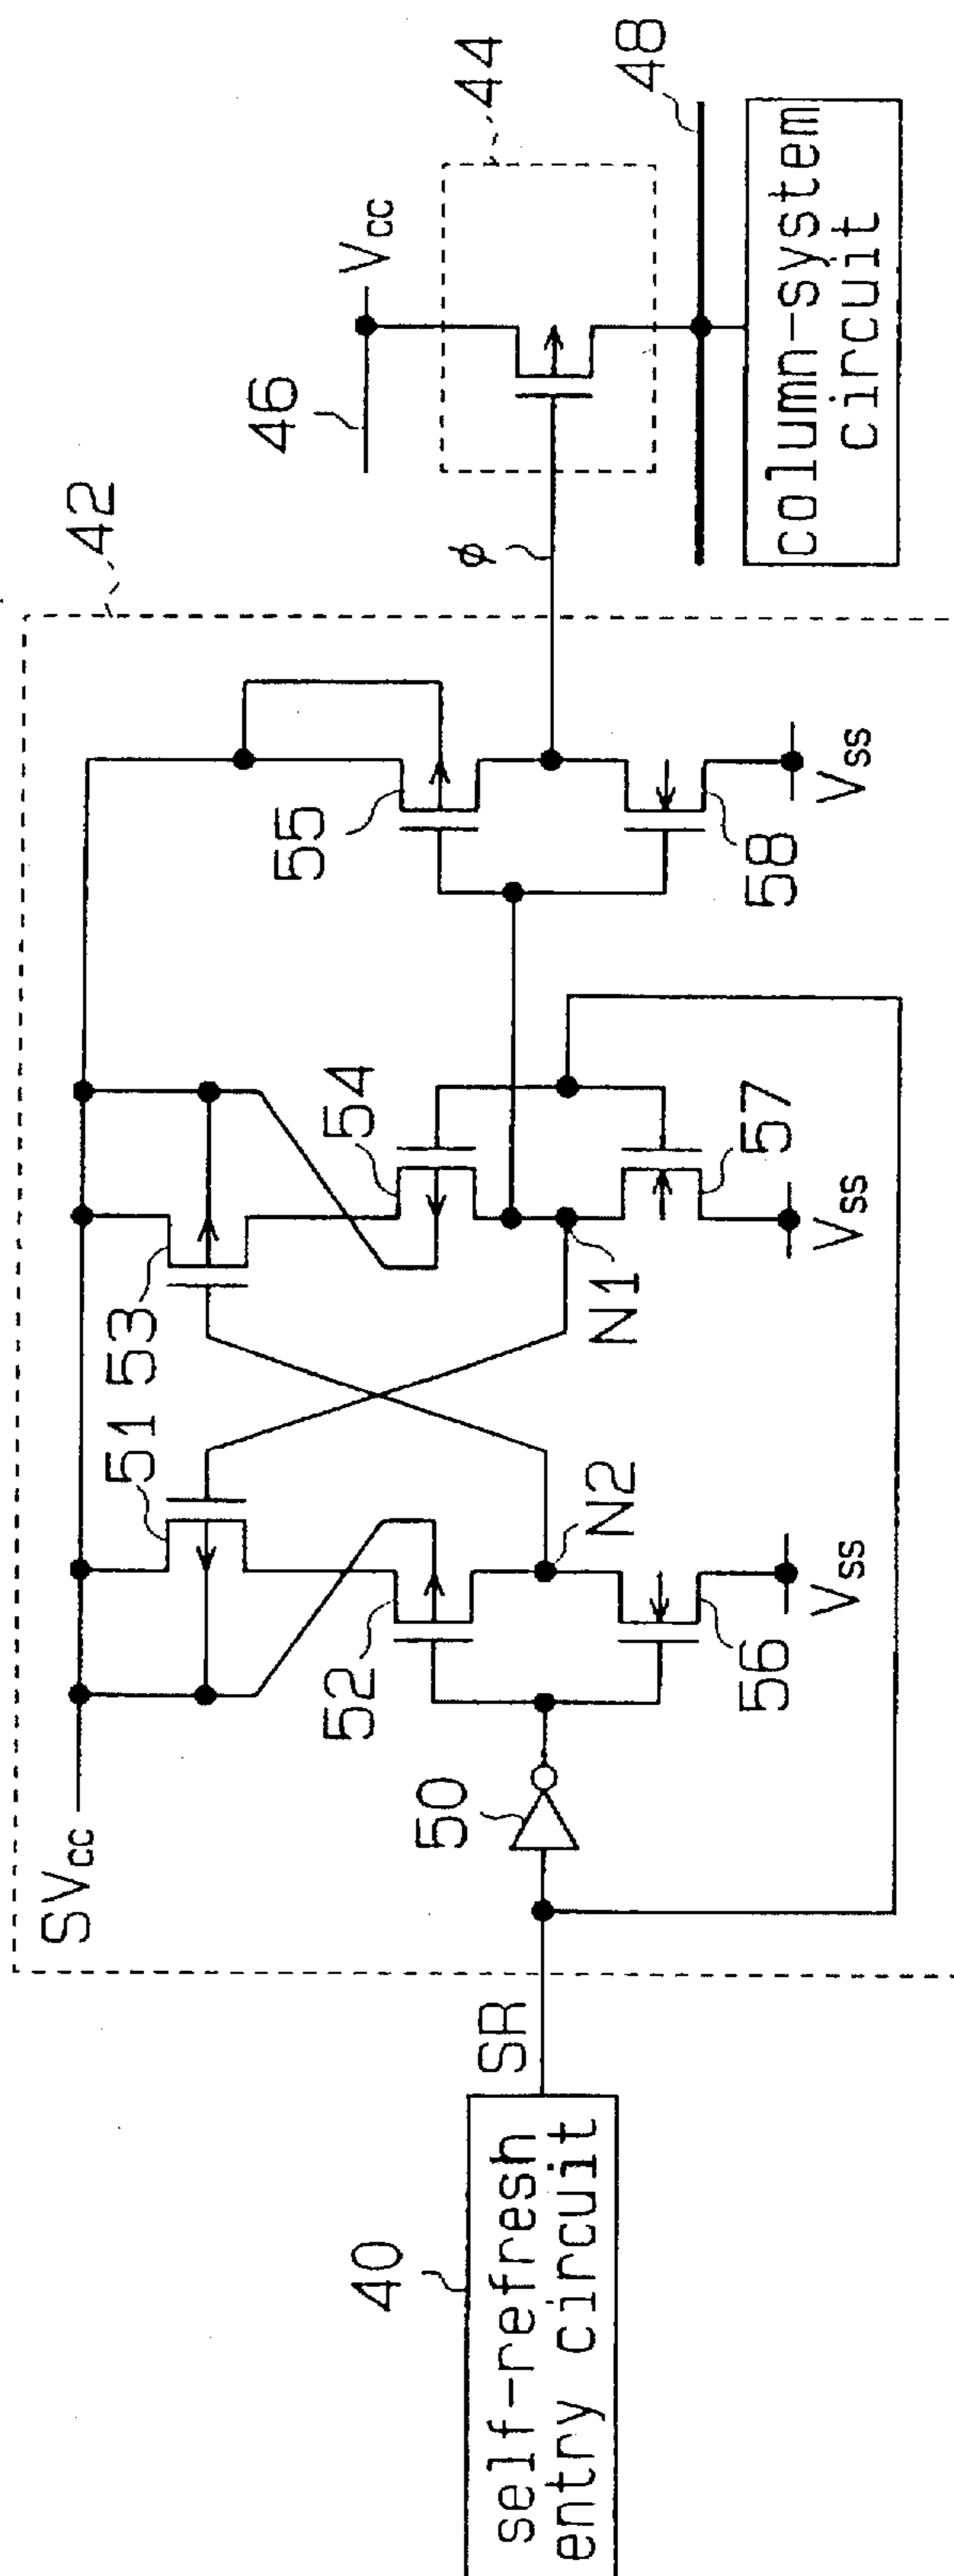 40
self-refresh
entry circuit
SR
42
SVcc
50
51
52
53
54
55
56
57
58
N1
N2
Vss
Vss
Vss
φ
46
Vcc
44
48
column-system
circuit